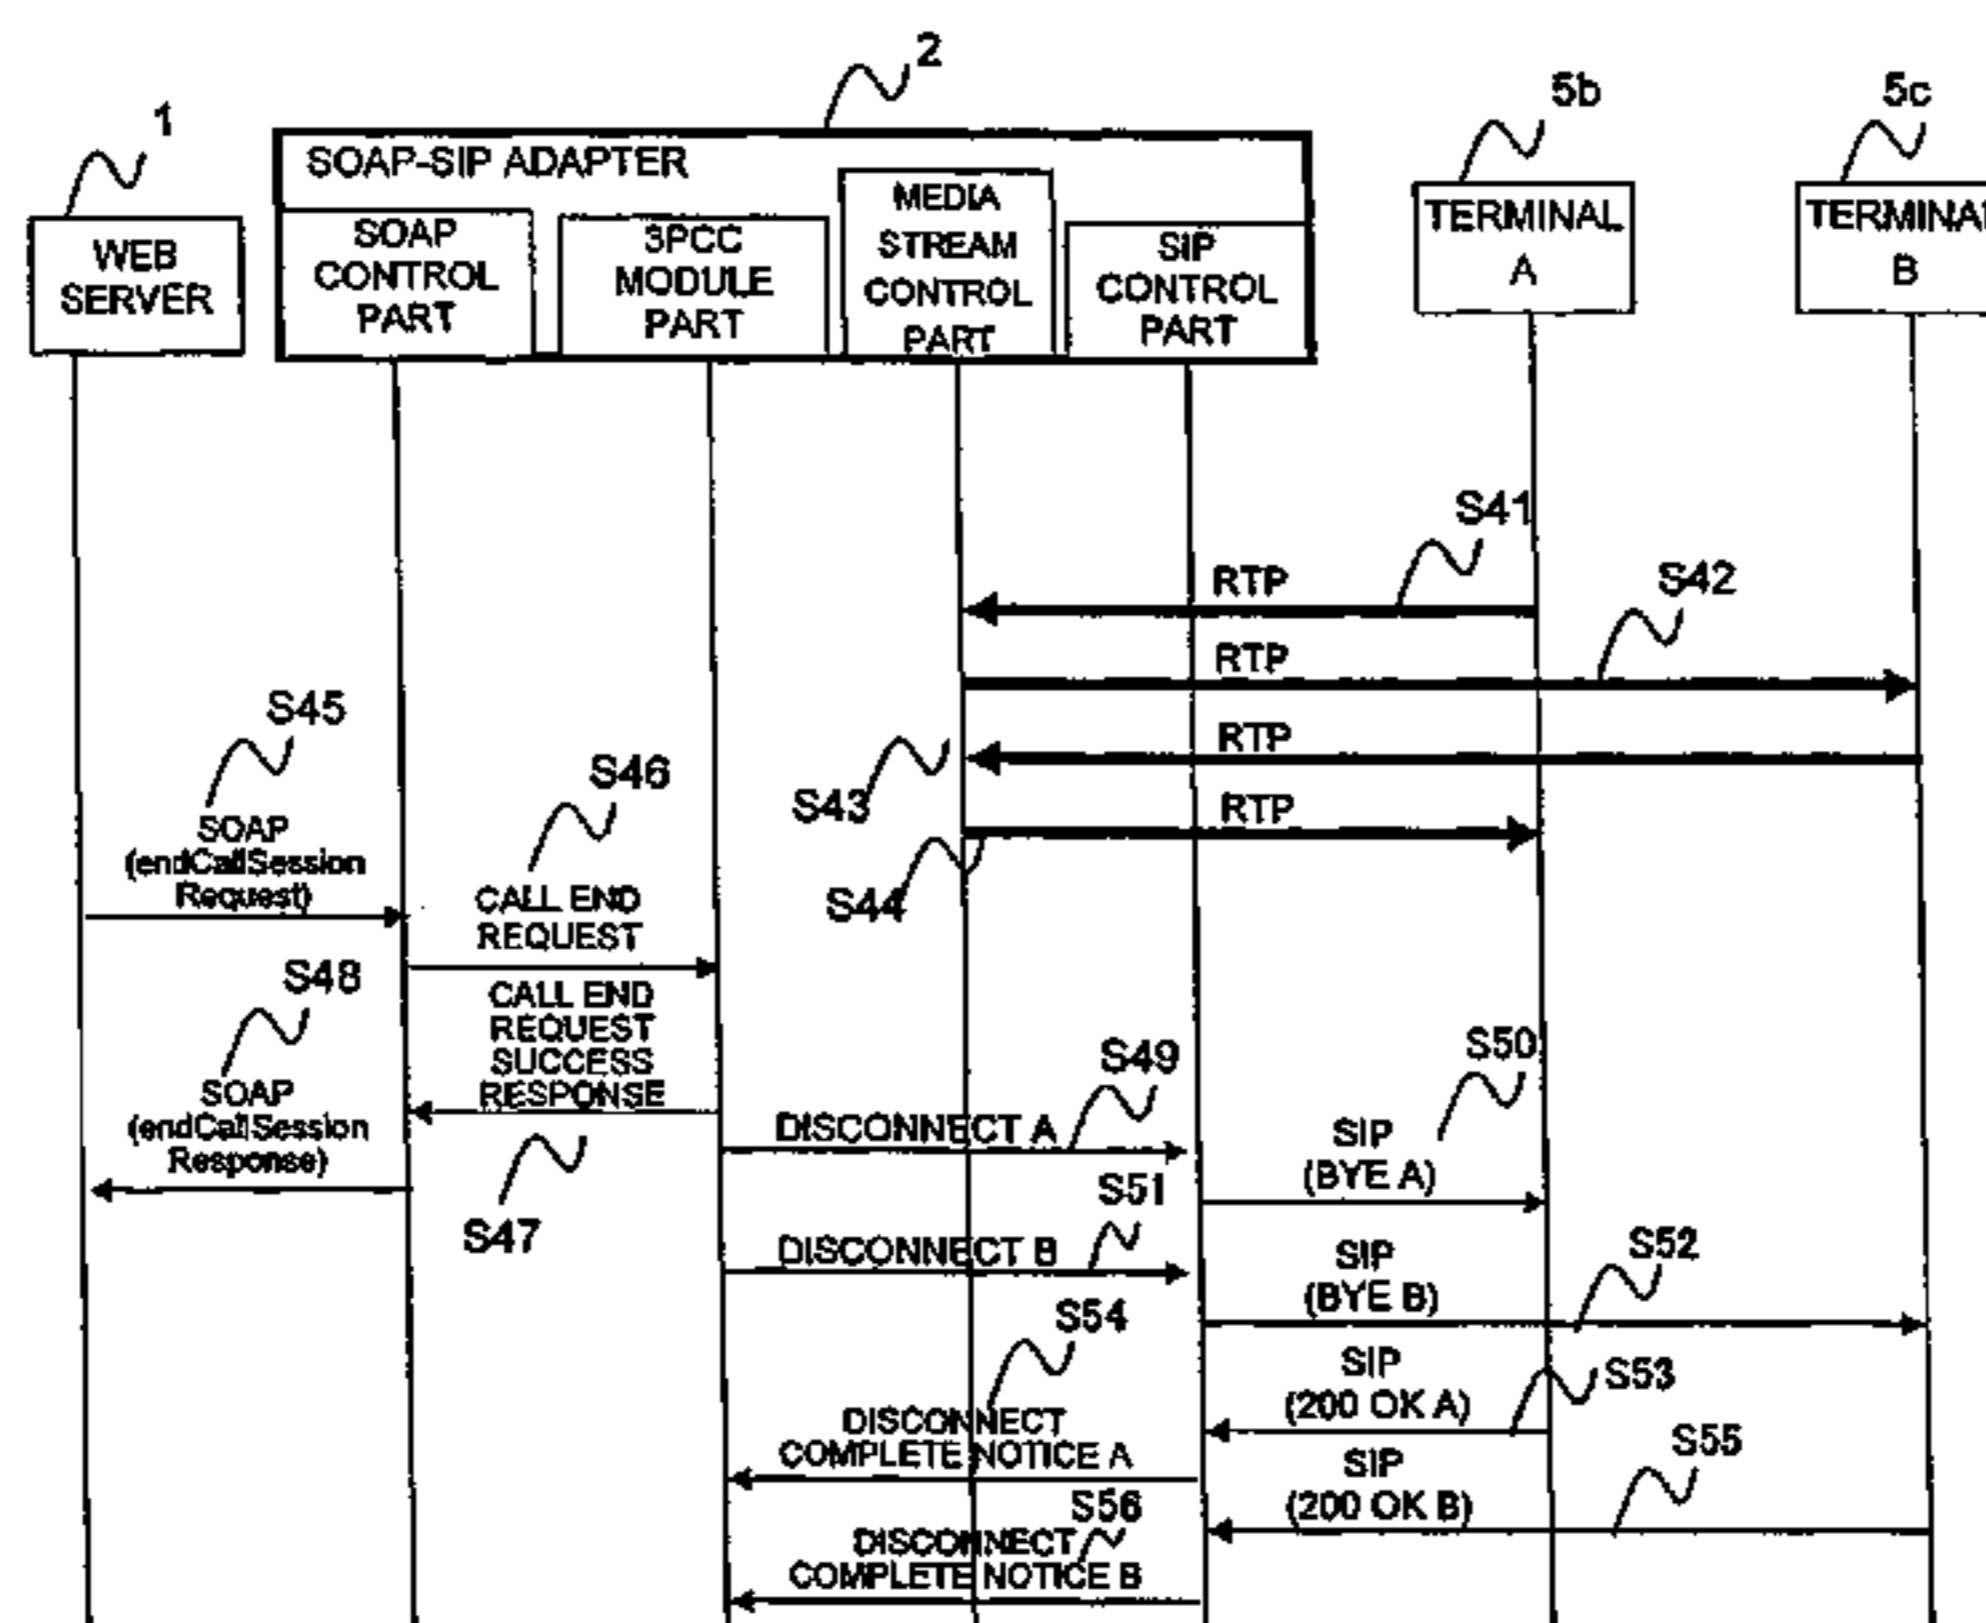 2
1
5b
5c
SOAP-SIP ADAPTER
WEB
SERVER
SOAP
CONTROL
PART
3PCC
MODULE
PART
MEDIA
STREAM
CONTROL
PART
SIP
CONTROL
PART
TERMINAL
A
TERMINAL
B
S41
RTP
S42
RTP
RTP
S43
RTP
S44
S45
SOAP
(endCallSession
Request)
S46
CALL END
REQUEST
S48
SOAP
(endCallSession
Response)
CALL END
REQUEST
SUCCESS
RESPONSE
S47
S49
DISCONNECT A
S50
SIP
(BYE A)
S51
DISCONNECT B
S52
SIP
(BYE B)
S54
DISCONNECT
COMPLETE NOTICE A
SIP
(200 OK A)
S53
S55
SIP
(200 OK B)
S56
DISCONNECT
COMPLETE NOTICE B